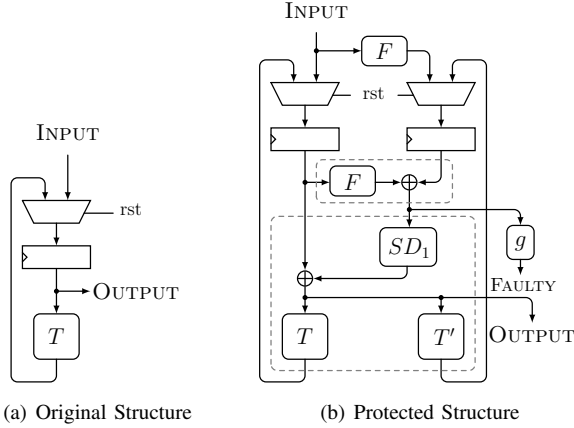 INPUT
F
rst
F
SD1
g
FAULTY
T
T′
OUTPUT
INPUT
rst
OUTPUT
T
(a) Original Structure
(b) Protected Structure